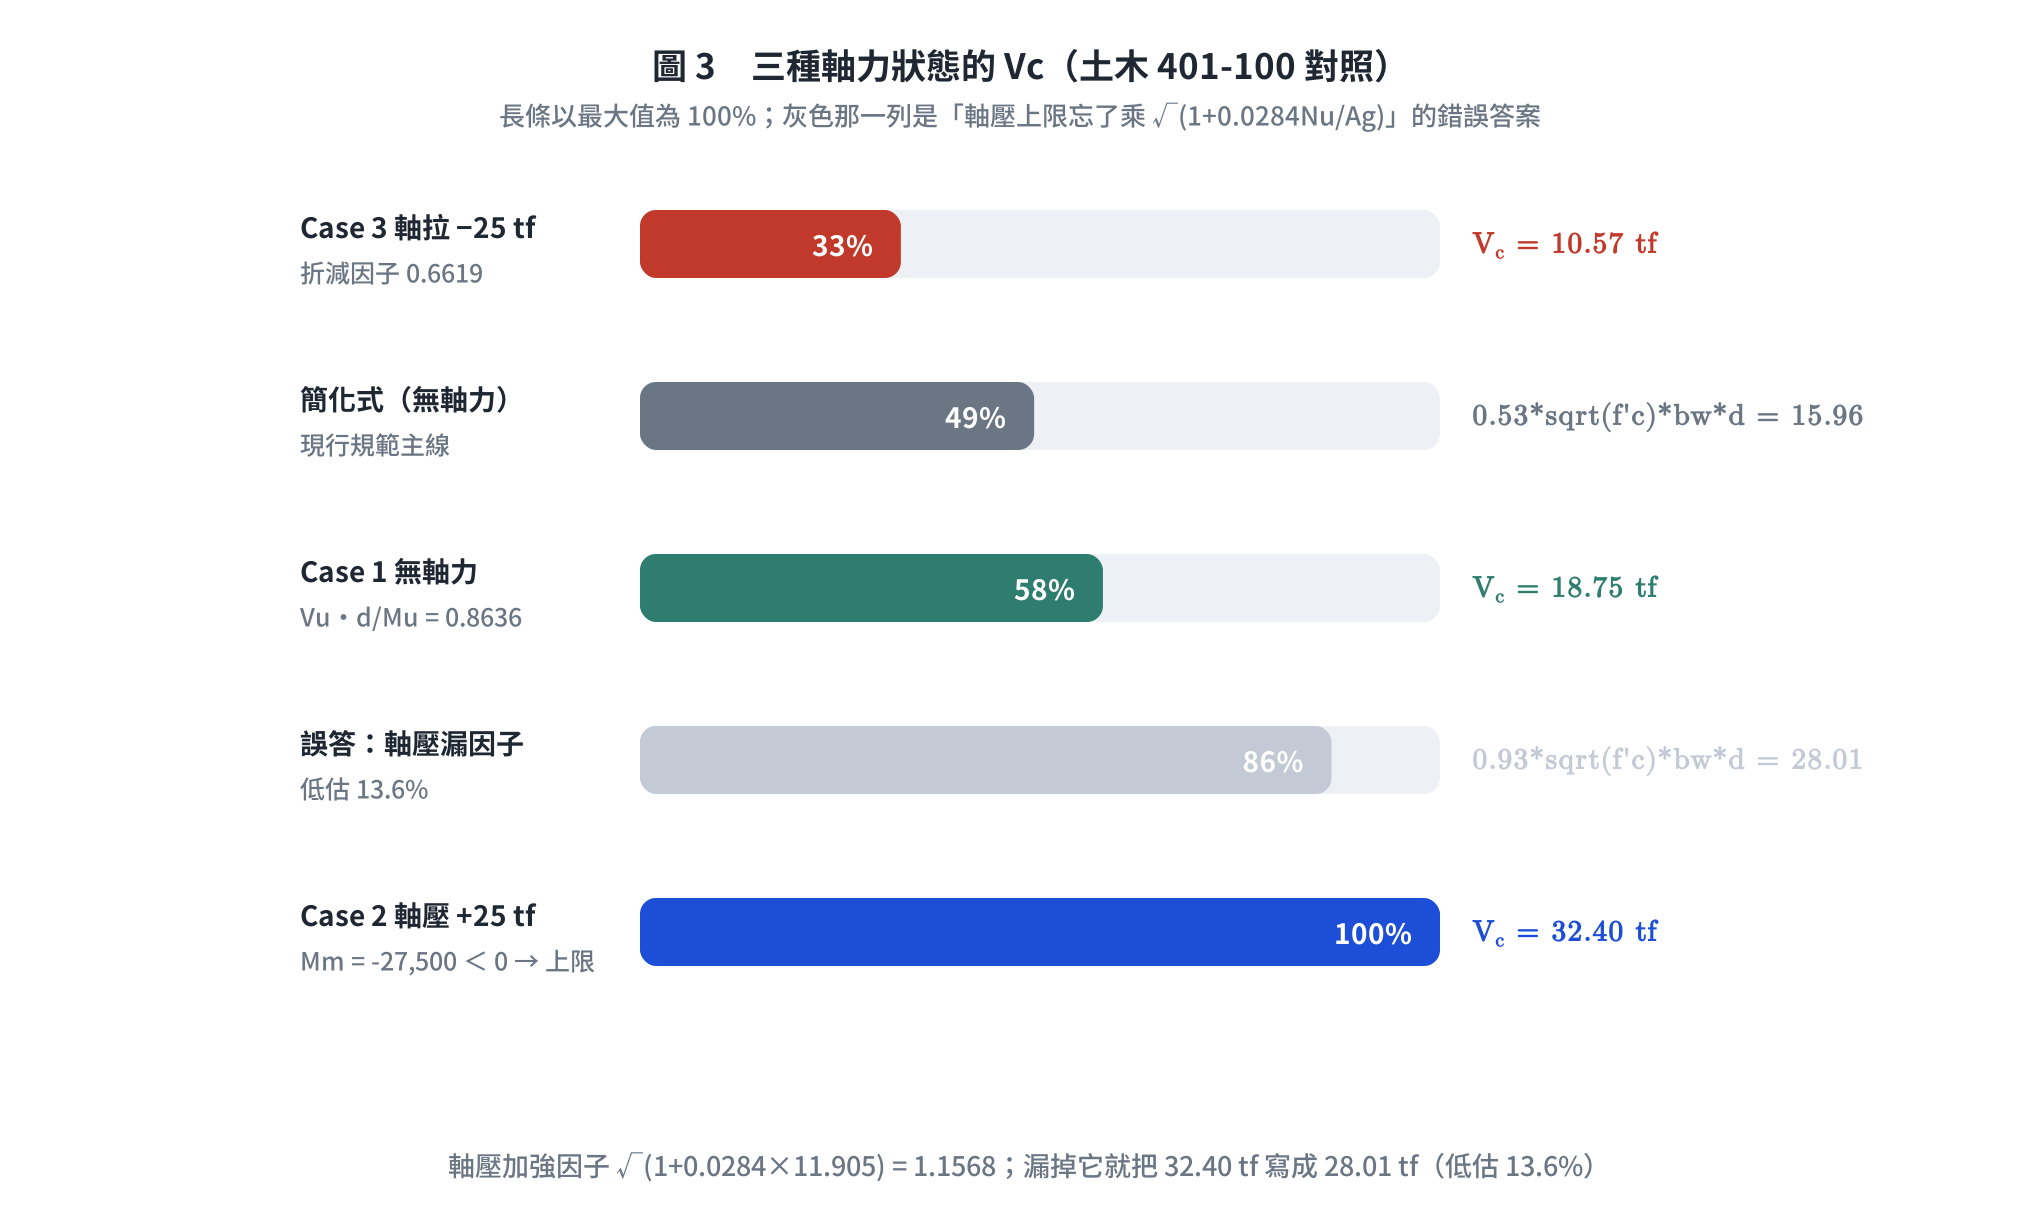 圖 3　三種軸力狀態的 Vc（土木 401-100 對照）
長條以最大值為 100%；灰色那一列是「軸壓上限忘了乘 √(1+0.0284Nu/Ag)」的錯誤答案
Case 3 軸拉 −25 tf
折減因子 0.6619
33%
V_c = 10.57 tf
簡化式（無軸力）
現行規範主線
49%
0.53*sqrt(f'c)*bw*d = 15.96
Case 1 無軸力
Vu・d/Mu = 0.8636
58%
V_c = 18.75 tf
誤答：軸壓漏因子
低估 13.6%
86%
0.93*sqrt(f'c)*bw*d = 28.01
Case 2 軸壓 +25 tf
Mm = -27,500 ＜ 0 → 上限
100%
V_c = 32.40 tf
軸壓加強因子 √(1+0.0284×11.905) = 1.1568；漏掉它就把 32.40 tf 寫成 28.01 tf（低估 13.6%）